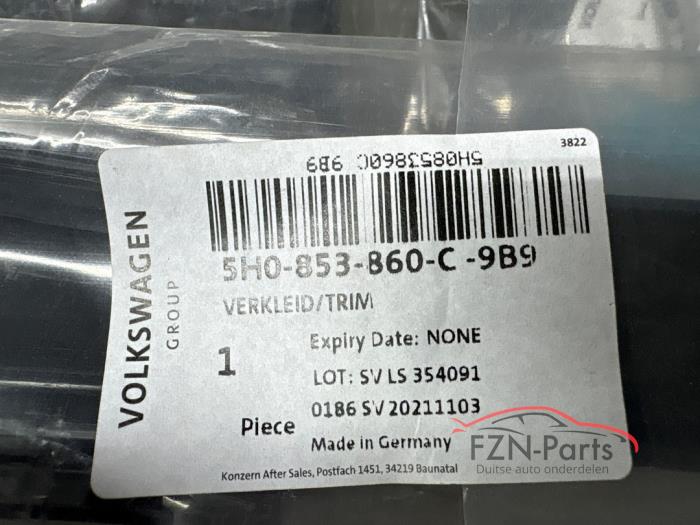 3822
5H0853860C 9B9
5H0-853-860-C -9B9
VOLKSWAGEN
GROUP
VERKLEID/TRIM
1
Piece
Expiry Date: NONE
LOT: SV LS 354091
0186 SV 20211103
Made in Germany
Konzern After Sales, Postfach 1451, 34219 Baunatal
FZN-Parts
Duitse auto onderdelen